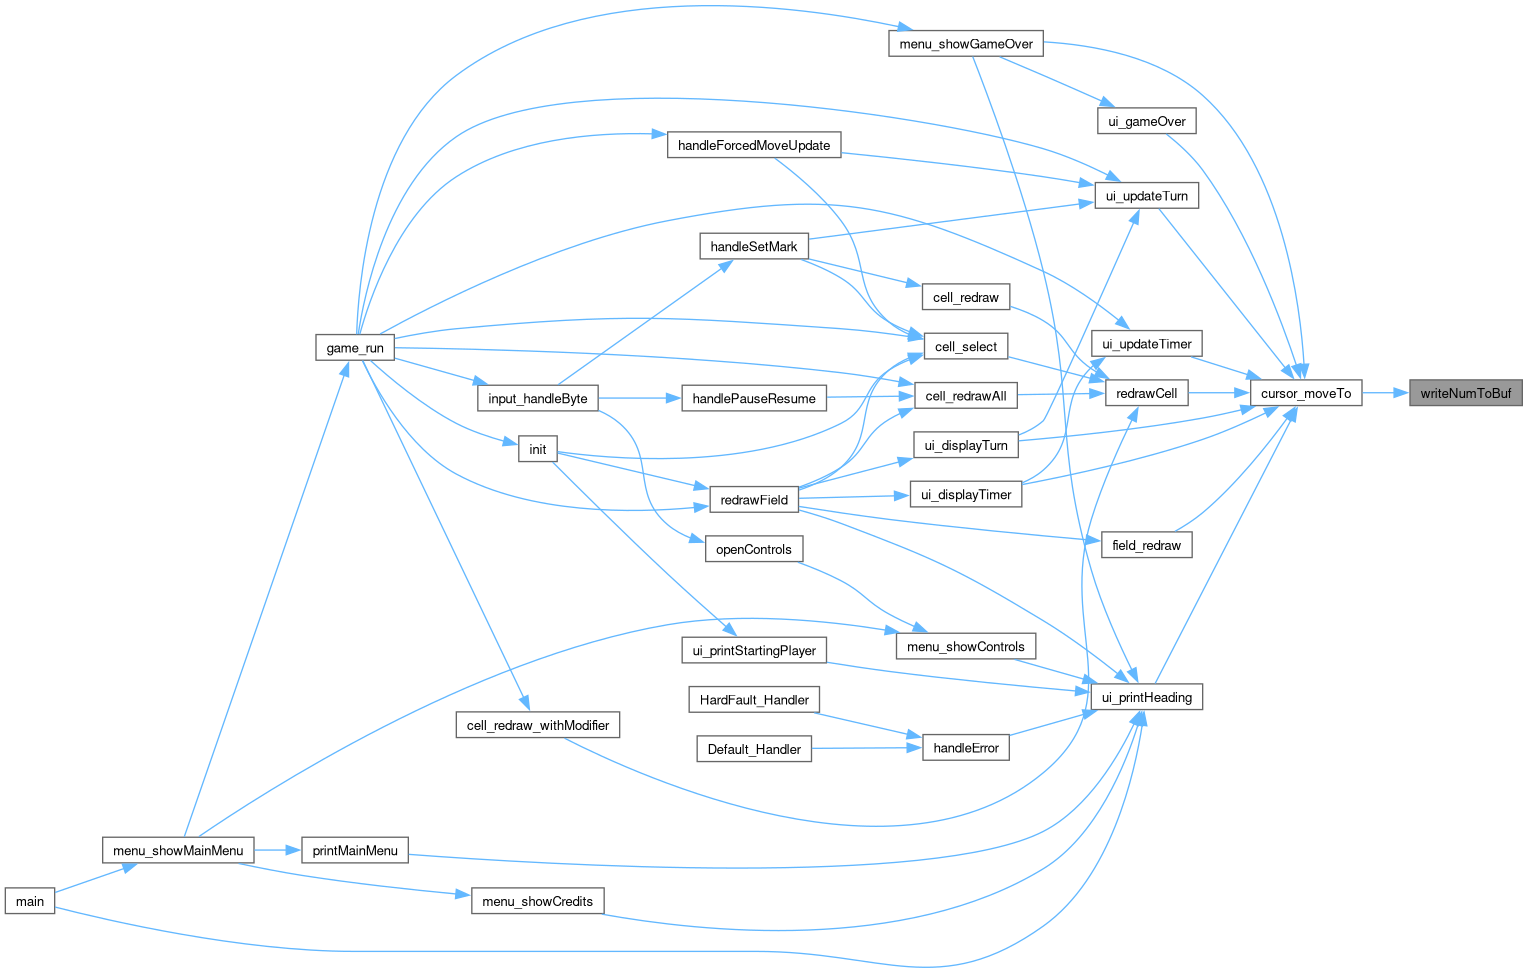 menu_showGameOver
ui_gameOver
handleForcedMoveUpdate
ui_updateTurn
handleSetMark
cell_redraw
game_run
cell_select
ui_updateTimer
input_handleByte
handlePauseResume
cell_redrawAll
redrawCell
cursor_moveTo
writeNumToBuf
init
ui_displayTurn
redrawField
ui_displayTimer
openControls
field_redraw
ui_printStartingPlayer
menu_showControls
HardFault_Handler
ui_printHeading
cell_redraw_withModifier
Default_Handler
handleError
menu_showMainMenu
printMainMenu
main
menu_showCredits